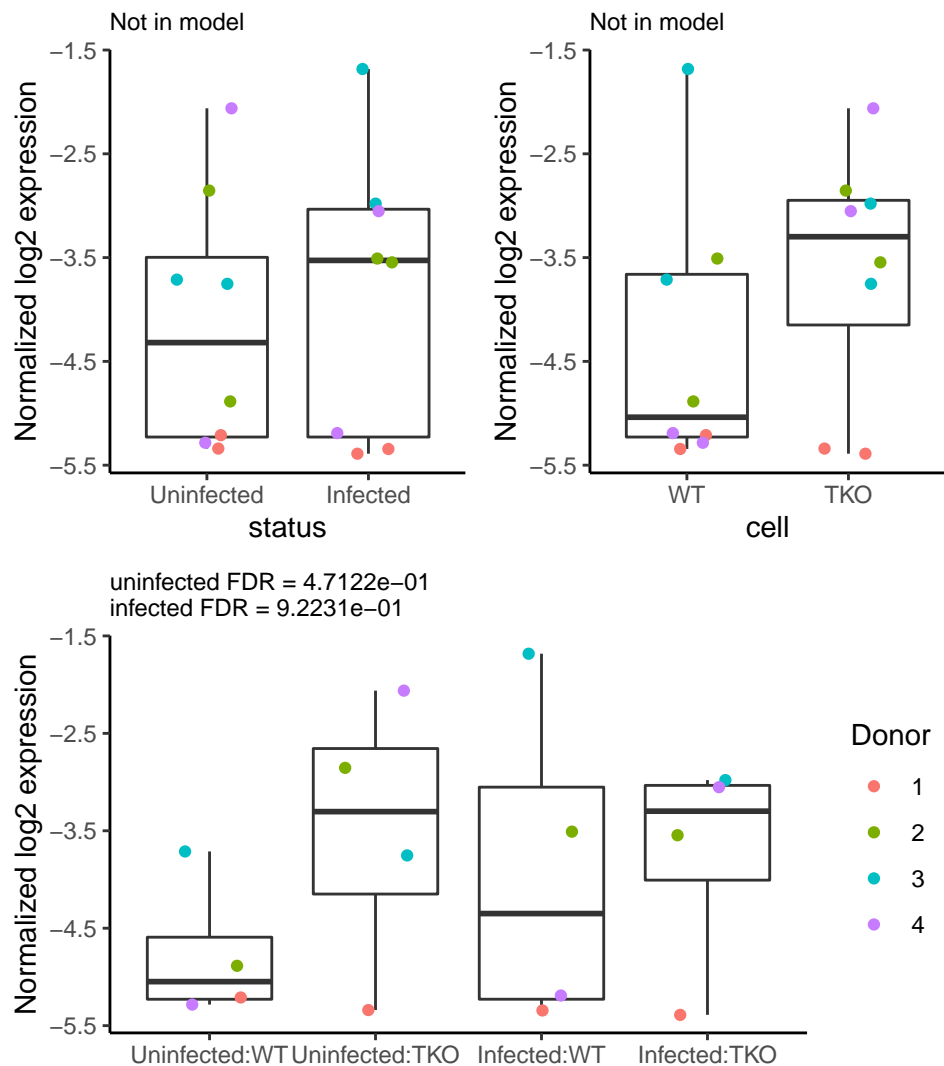 Not in model
−1.5
−2.5
−3.5
−4.5
−5.5
Normalized log2 expression
Uninfected Infected
status
Not in model
−1.5
−2.5
−3.5
−4.5
−5.5
Normalized log2 expression
WT TKO
cell
uninfected FDR = 4.7122e−01
infected FDR = 9.2231e−01
−1.5
−2.5
−3.5
−4.5
−5.5
Normalized log2 expression
Uninfected:WT Uninfected:TKO Infected:WT Infected:TKO
Donor
1
2
3
4